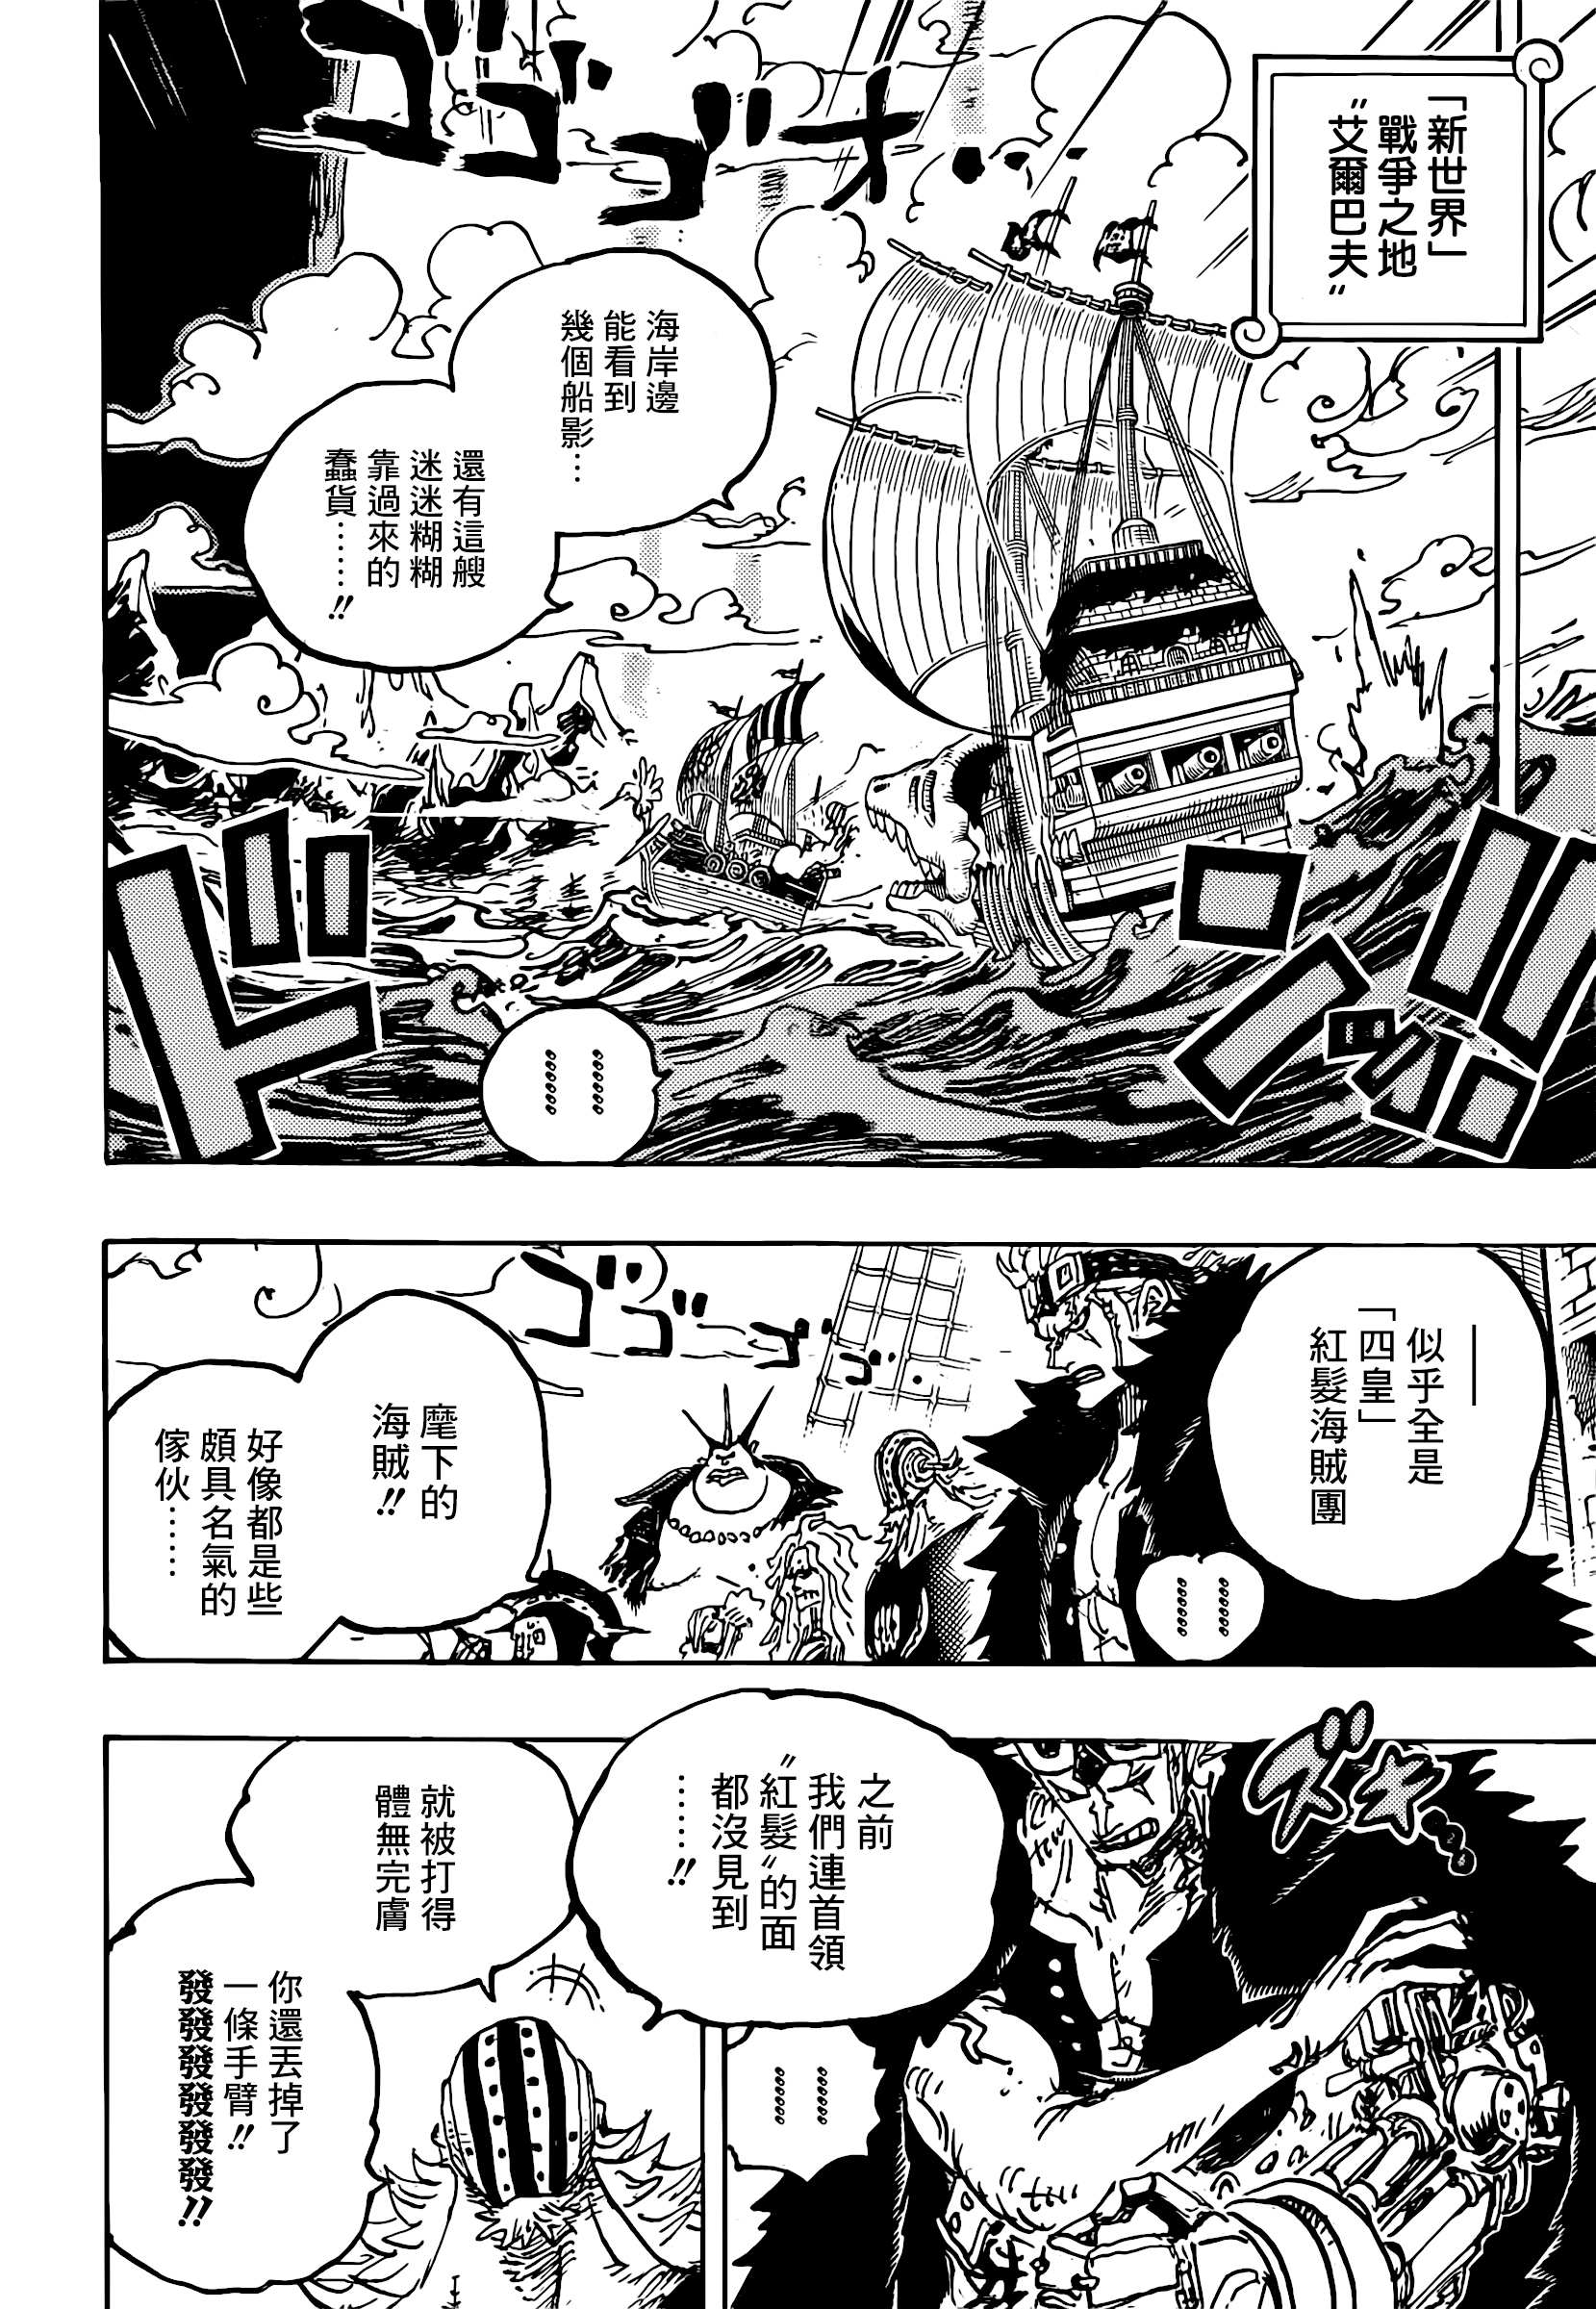 「新世界」
戰爭之地
“艾爾巴夫”
ゴゴゴゴオ…
海岸邊
能看到
幾個船影…
還有這艘
迷迷糊糊
靠過來的
蠢貨……!!
ドン!!
……
……
――
似乎全是
「四皇」
紅髮海賊團
……
……
麾下的
海賊!!
好像都是些
頗具名氣的
傢伙……
ゴゴゴゴ…
ズキ…
之前
我們連首領
“紅髮”的面
都沒見到
……!!
……
……
就被打得
體無完膚
你還丟掉了
一條手臂!!
發發發發發發!!